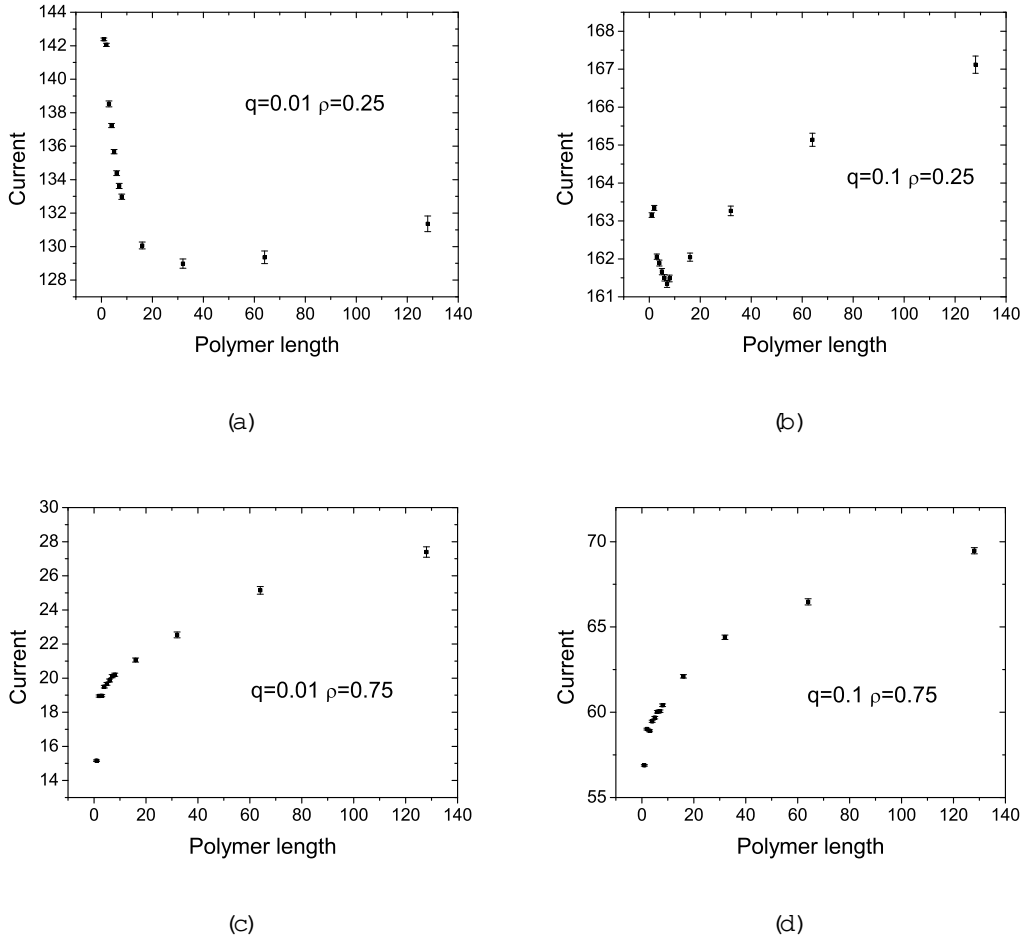 144
142
140
138
136
134
132
130
128
Current
q=0.01 ρ=0.25
0 20 40 60 80 100 120 140
Polymer length
(a)
168
167
166
165
164
163
162
161
Current
q=0.1 ρ=0.25
0 20 40 60 80 100 120 140
Polymer length
(b)
30
28
26
24
22
20
18
16
14
Current
q=0.01 ρ=0.75
0 20 40 60 80 100 120 140
Polymer length
(c)
70
65
60
55
Current
q=0.1 ρ=0.75
0 20 40 60 80 100 120 140
Polymer length
(d)